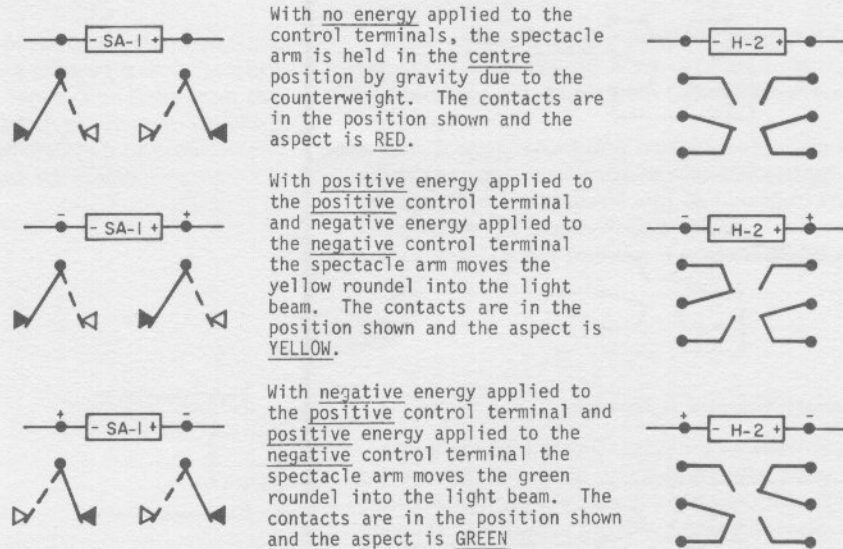 - SA-1 +
With no energy applied to the
control terminals, the spectacle
arm is held in the centre
position by gravity due to the
counterweight. The contacts are
in the position shown and the
aspect is RED.
- H-2 +
- +
- SA-1 +
With positive energy applied to
the positive control terminal
and negative energy applied to
the negative control terminal
the spectacle arm moves the
yellow roundel into the light
beam. The contacts are in the
position shown and the aspect is
YELLOW.
- +
- H-2 +
+ -
- SA-1 +
With negative energy applied to
the positive control terminal and
positive energy applied to the
negative control terminal the
spectacle arm moves the green
roundel into the light beam. The
contacts are in the position shown
and the aspect is GREEN
+ -
- H-2 +